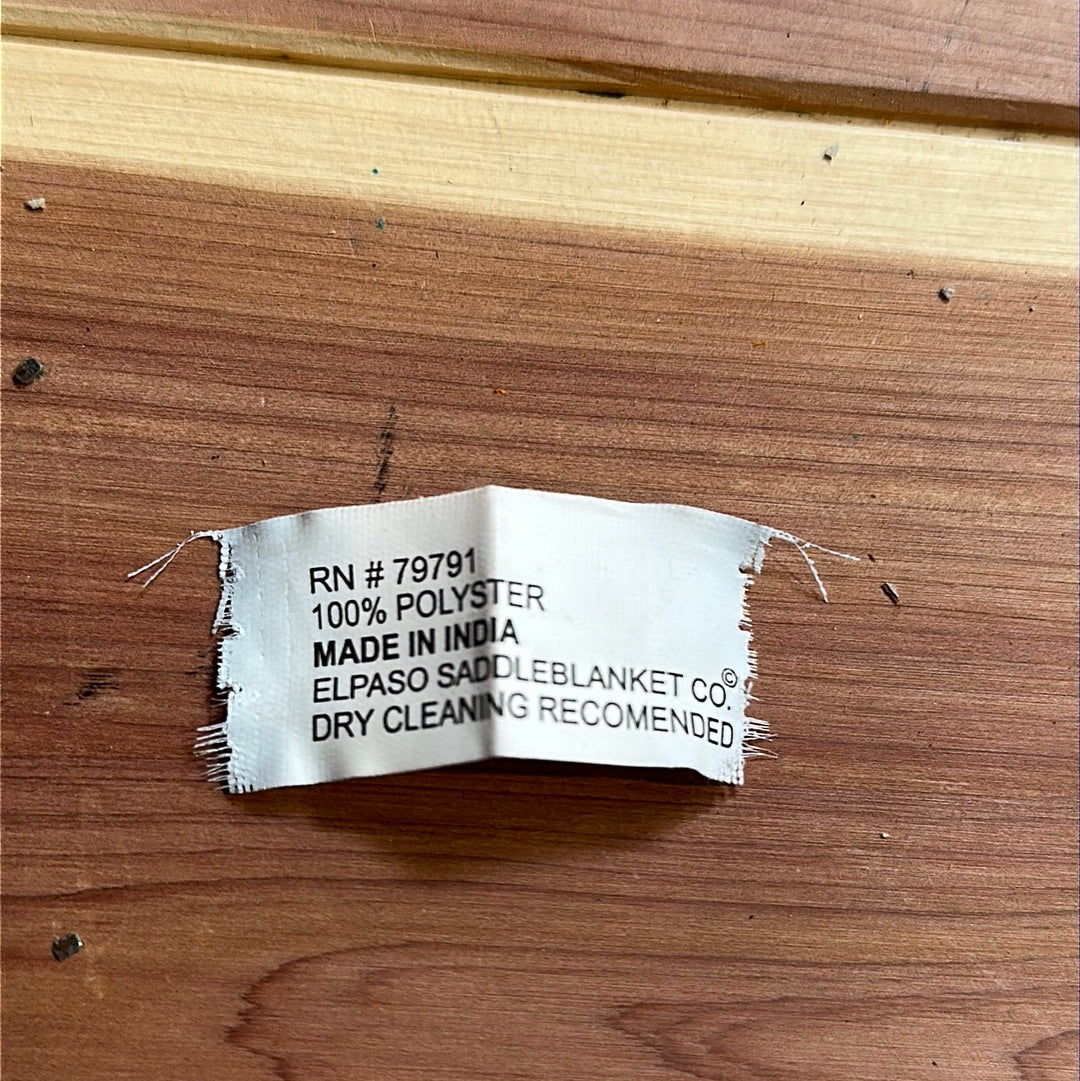 RN # 79791
100% POLYSTER
MADE IN INDIA
ELPASO SADDLEBLANKET CO.©
DRY CLEANING RECOMENDED